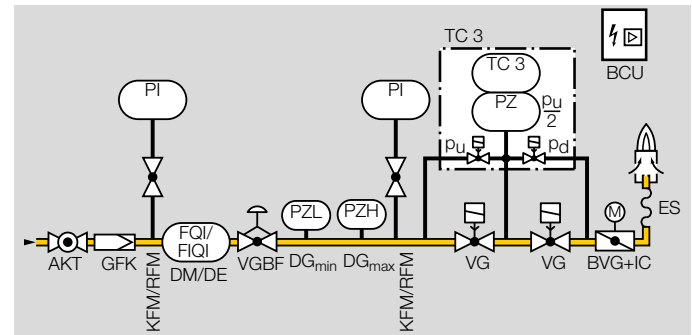 TC 3
BCU
PI
PI
TC 3
PZ
pu
2
pu
pd
PZL
PZH
M
ES
FQI/
FIQI
AKT
GFK
KFM/RFM
DM/DE
VGBF
DGmin
DGmax
KFM/RFM
VG
VG
BVG+IC